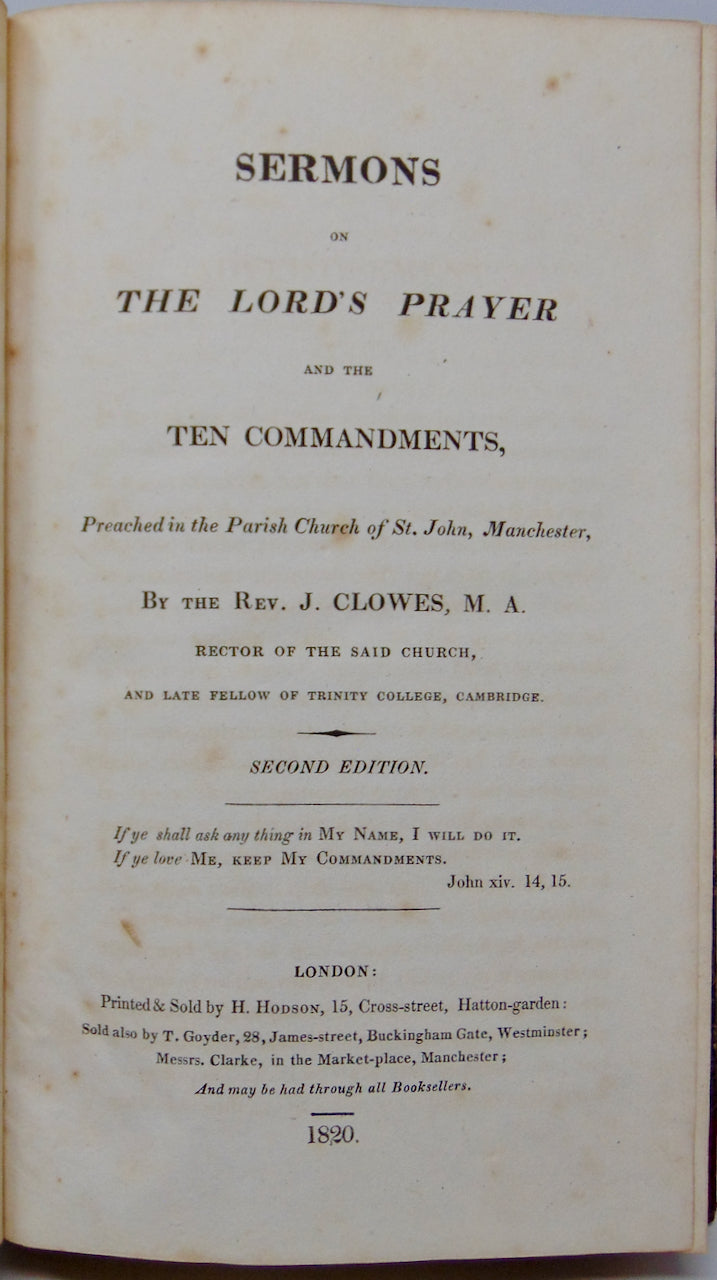 SERMONS
ON
THE LORD'S PRAYER
AND THE
TEN COMMANDMENTS,
Preached in the Parish Church of St. John, Manchester,
By the Rev. J. CLOWES, M. A.
RECTOR OF THE SAID CHURCH,
AND LATE FELLOW OF TRINITY COLLEGE, CAMBRIDGE.
SECOND EDITION.
If ye shall ask any thing in My Name, I will do it.
If ye love Me, keep My Commandments.
John xiv. 14, 15.
LONDON:
Printed & Sold by H. Hodson, 15, Cross-street, Hatton-garden:
Sold also by T. Goyder, 28, James-street, Buckingham Gate, Westminster;
Messrs. Clarke, in the Market-place, Manchester;
And may be had through all Booksellers.
1820.